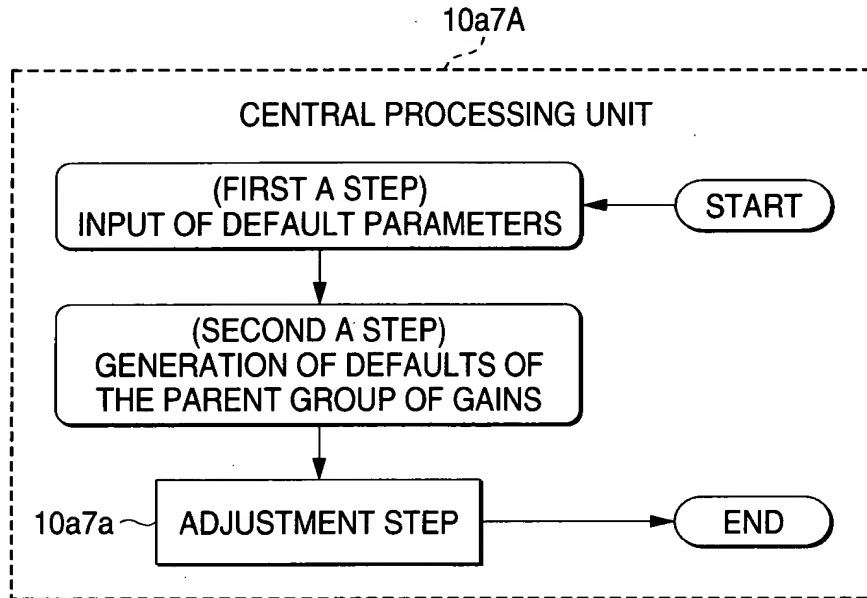 10a7A
CENTRAL PROCESSING UNIT
(FIRST A STEP)
INPUT OF DEFAULT PARAMETERS
START
(SECOND A STEP)
GENERATION OF DEFAULTS OF
THE PARENT GROUP OF GAINS
10a7a
ADJUSTMENT STEP
END